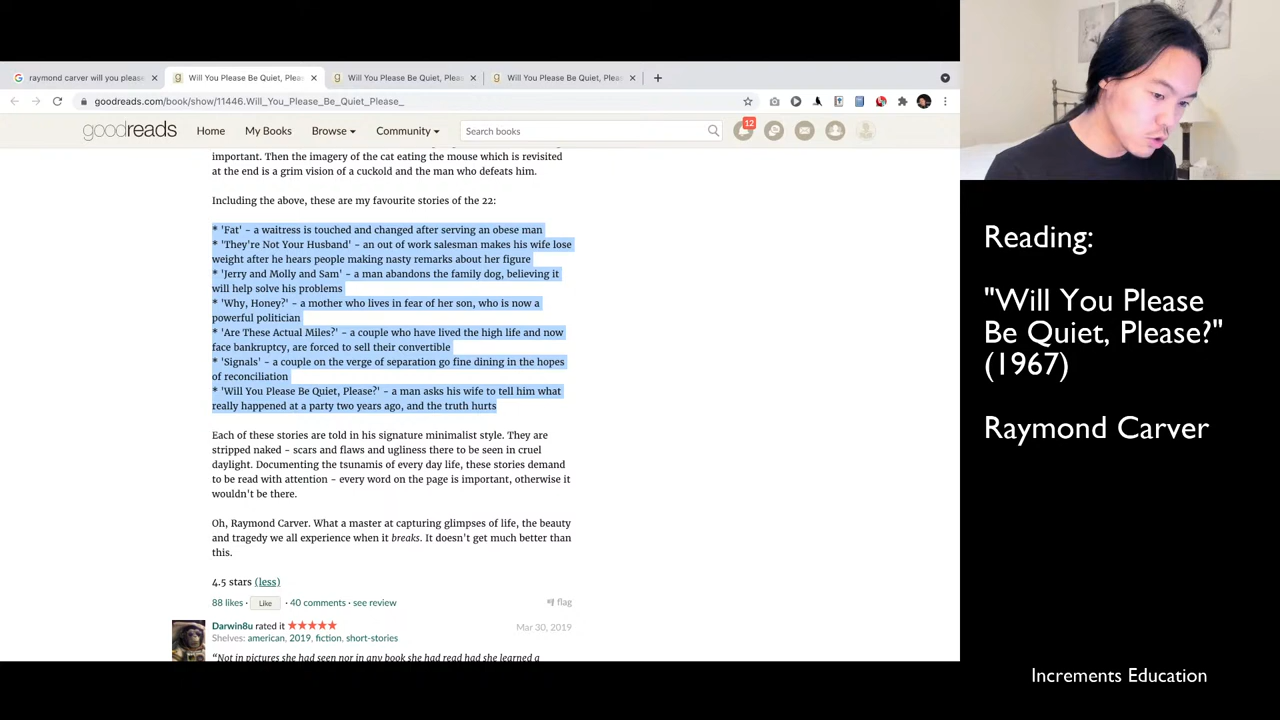 raymond carver will you please
Will You Please Be Quiet, Plea
Will You Please Be Quiet, Plea
Will You Please Be Quiet, Plea
goodreads.com/book/show/11446.Will_You_Please_Be_Quiet_Please_
goodreads
Home
My Books
Browse
Community
Search books
12
important. Then the imagery of the cat eating the mouse which is revisited
at the end is a grim vision of a cuckold and the man who defeats him.
Including the above, these are my favourite stories of the 22:
* 'Fat' - a waitress is touched and changed after serving an obese man
* 'They're Not Your Husband' - an out of work salesman makes his wife lose
weight after he hears people making nasty remarks about her figure
* 'Jerry and Molly and Sam' - a man abandons the family dog, believing it
will help solve his problems
* 'Why, Honey?' - a mother who lives in fear of her son, who is now a
powerful politician
* 'Are These Actual Miles?' - a couple who have lived the high life and now
face bankruptcy, are forced to sell their convertible
* 'Signals' - a couple on the verge of separation go fine dining in the hopes
of reconciliation
* 'Will You Please Be Quiet, Please?' - a man asks his wife to tell him what
really happened at a party two years ago, and the truth hurts
Each of these stories are told in his signature minimalist style. They are
stripped naked - scars and flaws and ugliness there to be seen in cruel
daylight. Documenting the tsunamis of every day life, these stories demand
to be read with attention - every word on the page is important, otherwise it
wouldn't be there.
Oh, Raymond Carver. What a master at capturing glimpses of life, the beauty
and tragedy we all experience when it breaks. It doesn't get much better than
this.
4.5 stars (less)
88 likes · Like · 40 comments · see review
flag
Darwin8u rated it ★★★★★
Mar 30, 2019
Shelves: american, 2019, fiction, short-stories
“Not in pictures she had seen nor in any book she had read had she learned a
Reading:
"Will You Please
Be Quiet, Please?"
(1967)
Raymond Carver
Increments Education